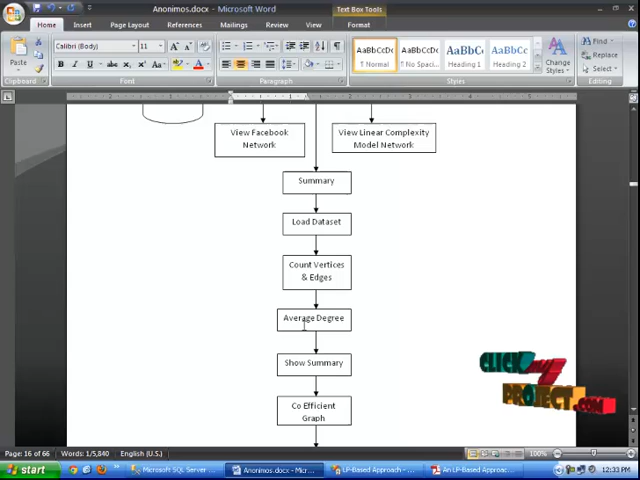 Anonimos.docx - Microsoft Word
Text Box Tools
Home Insert Page Layout References Mailings Review View Format
Paste
Calibri (Body) 11
AaBbCcDc AaBbCcDc AaBbCc AaBbCc
¶ Normal ¶ No Spaci... Heading 1 Heading 2
Change Styles
Find
Replace
Select
Clipboard Font Paragraph Styles Editing
View Facebook
Network
View Linear Complexity
Model Network
Summary
Load Dataset
Count Vertices
& Edges
Average Degree
Show Summary
Co Efficient
Graph
CLICK MY
PROJECT.COM
Page: 16 of 66 Words: 1/5,840 English (U.S.) 100%
start Microsoft SQL Server ... Anonimos.docx - Micr... LP-Based Approach -... An LP-Based Approac... 12:33 PM